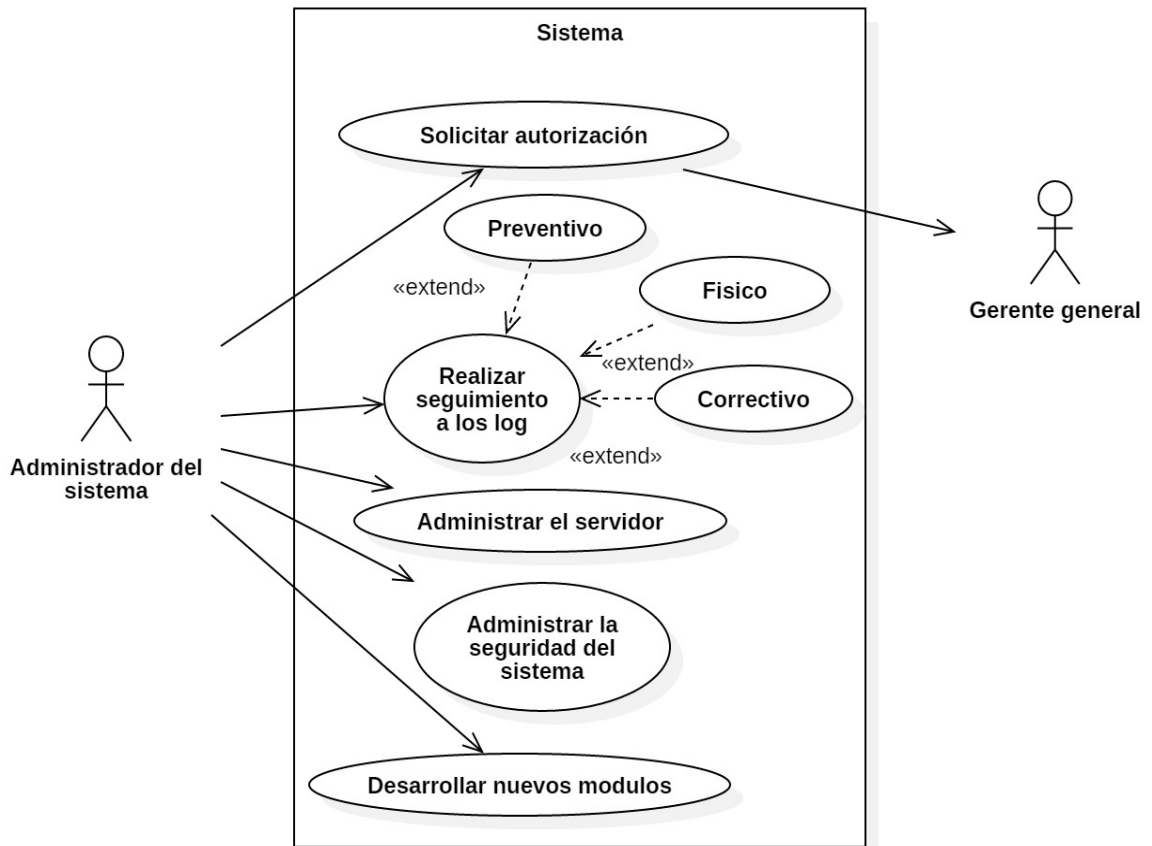 Sistema
Solicitar autorización
Preventivo
«extend»
Fisico
Gerente general
«extend»
Realizar
seguimiento
a los log
Correctivo
«extend»
Administrador del
sistema
Administrar el servidor
Administrar la
seguridad del
sistema
Desarrollar nuevos modulos